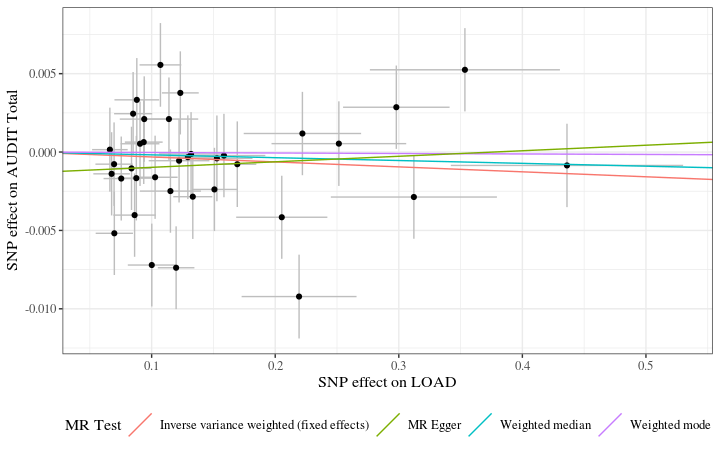 SNP effect on AUDIT Total
0.005
0.000
-0.005
-0.010
0.1 0.2 0.3 0.4 0.5
SNP effect on LOAD
MR Test Inverse variance weighted (fixed effects) MR Egger Weighted median Weighted mode